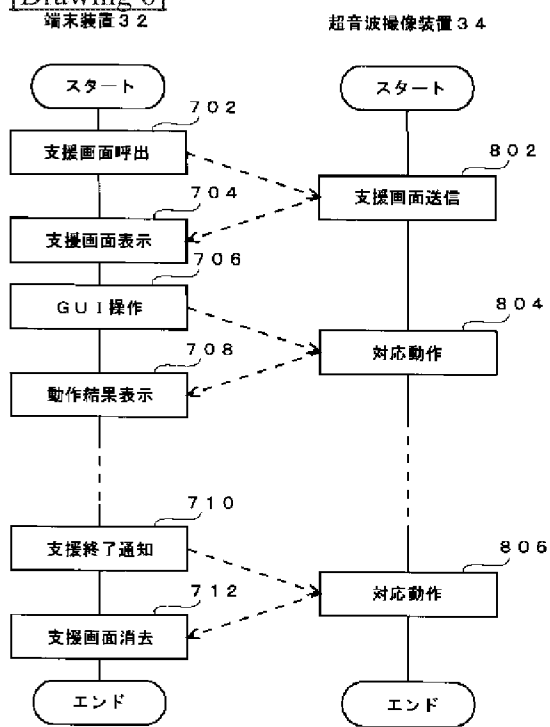 [Drawing 6]
端末装置３２
超音波撮像装置３４
スタート
スタート
７０２
支援画面呼出
８０２
支援画面送信
７０４
支援画面表示
７０６
ＧＵＩ操作
８０４
対応動作
７０８
動作結果表示
７１０
支援終了通知
８０６
対応動作
７１２
支援画面消去
エンド
エンド